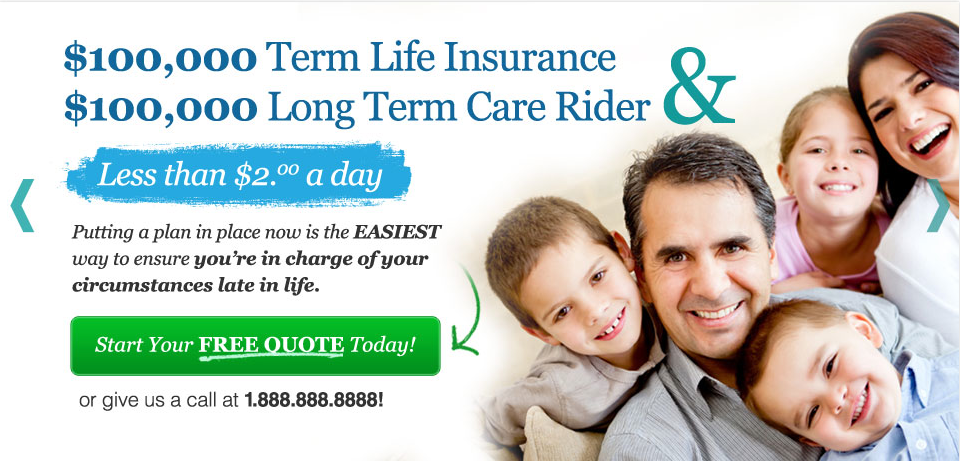 $100,000 Term Life Insurance
$100,000 Long Term Care Rider &
Less than $2.⁰⁰ a day
Putting a plan in place now is the EASIEST
way to ensure you're in charge of your
circumstances late in life.
Start Your FREE QUOTE Today!
or give us a call at 1.888.888.8888!